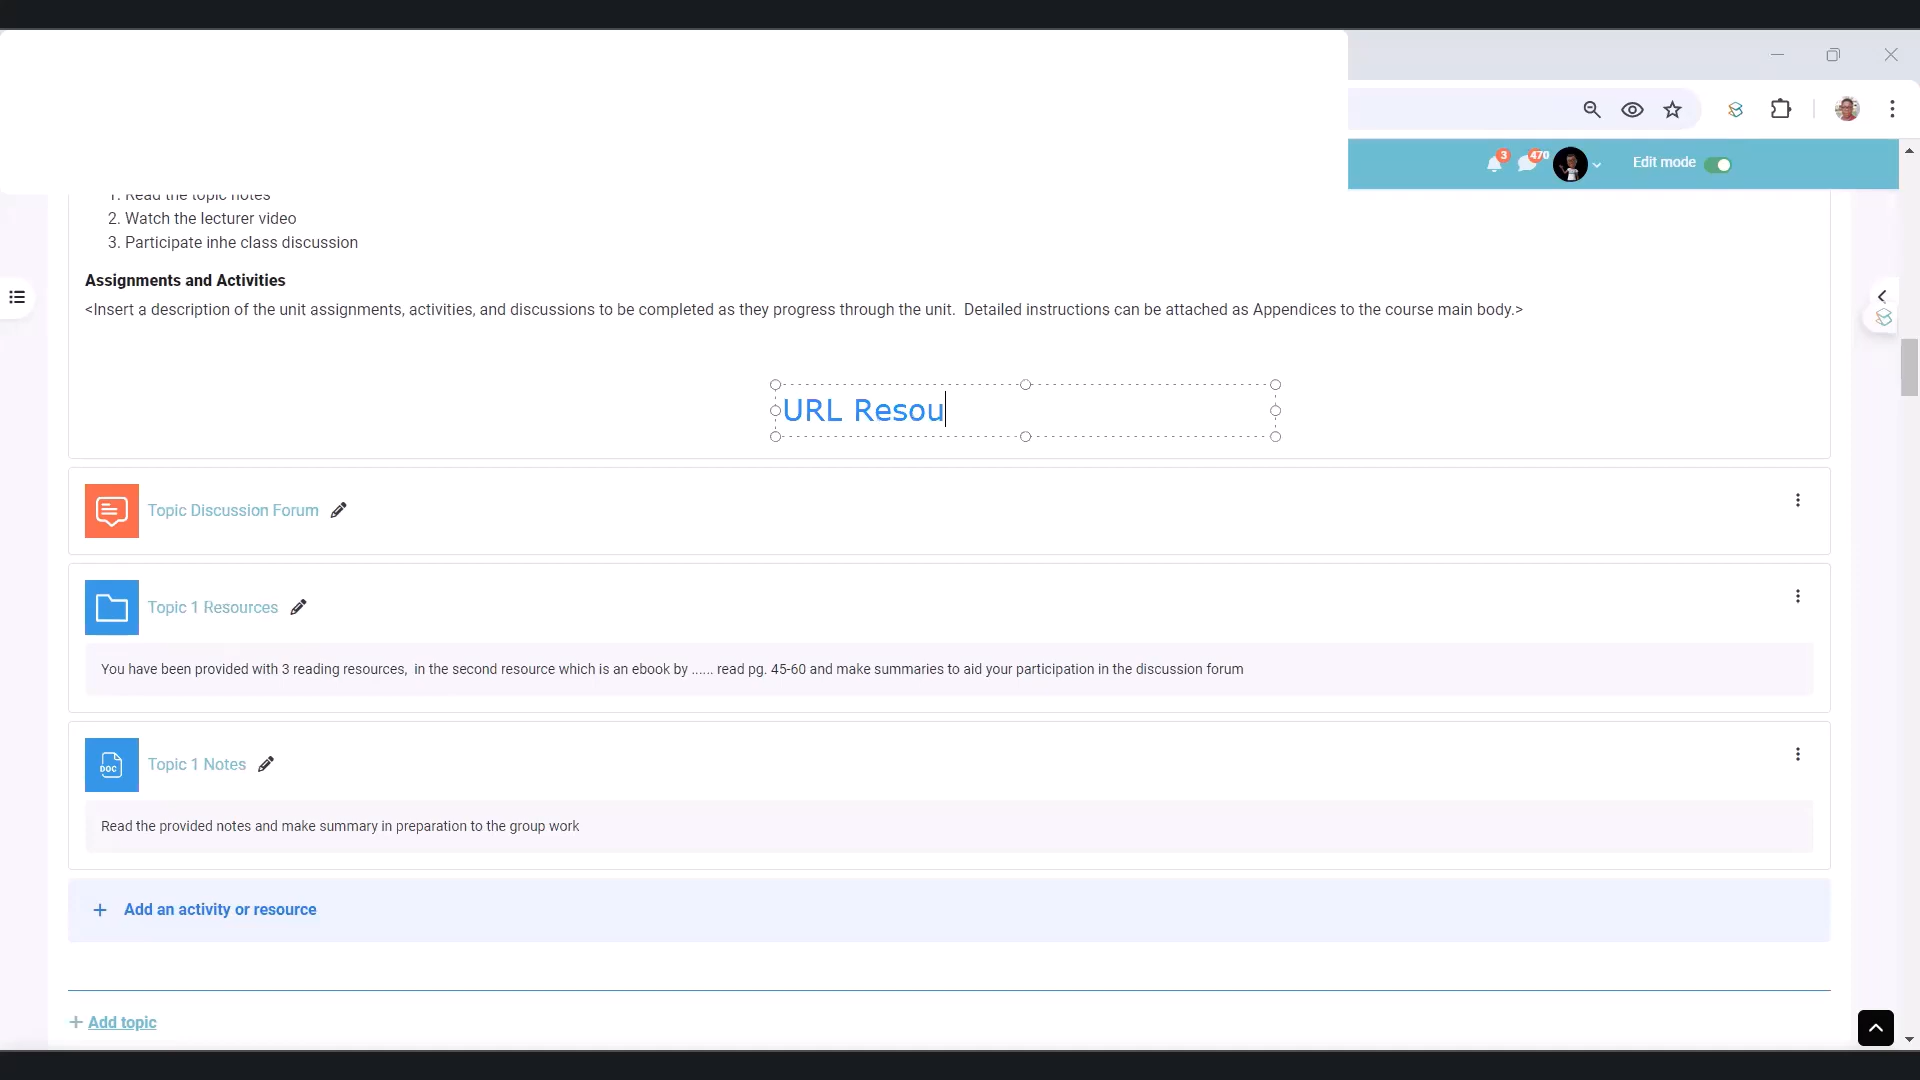 3
470
Edit mode
1. Read the topic notes
2. Watch the lecturer video
3. Participate inhe class discussion
Assignments and Activities
<Insert a description of the unit assignments, activities, and discussions to be completed as they progress through the unit.  Detailed instructions can be attached as Appendices to the course main body.>
URL Resou
Topic Discussion Forum
Topic 1 Resources
You have been provided with 3 reading resources,  in the second resource which is an ebook by ...... read pg. 45-60 and make summaries to aid your participation in the discussion forum
DOC
Topic 1 Notes
Read the provided notes and make summary in preparation to the group work
+ Add an activity or resource
+ Add topic